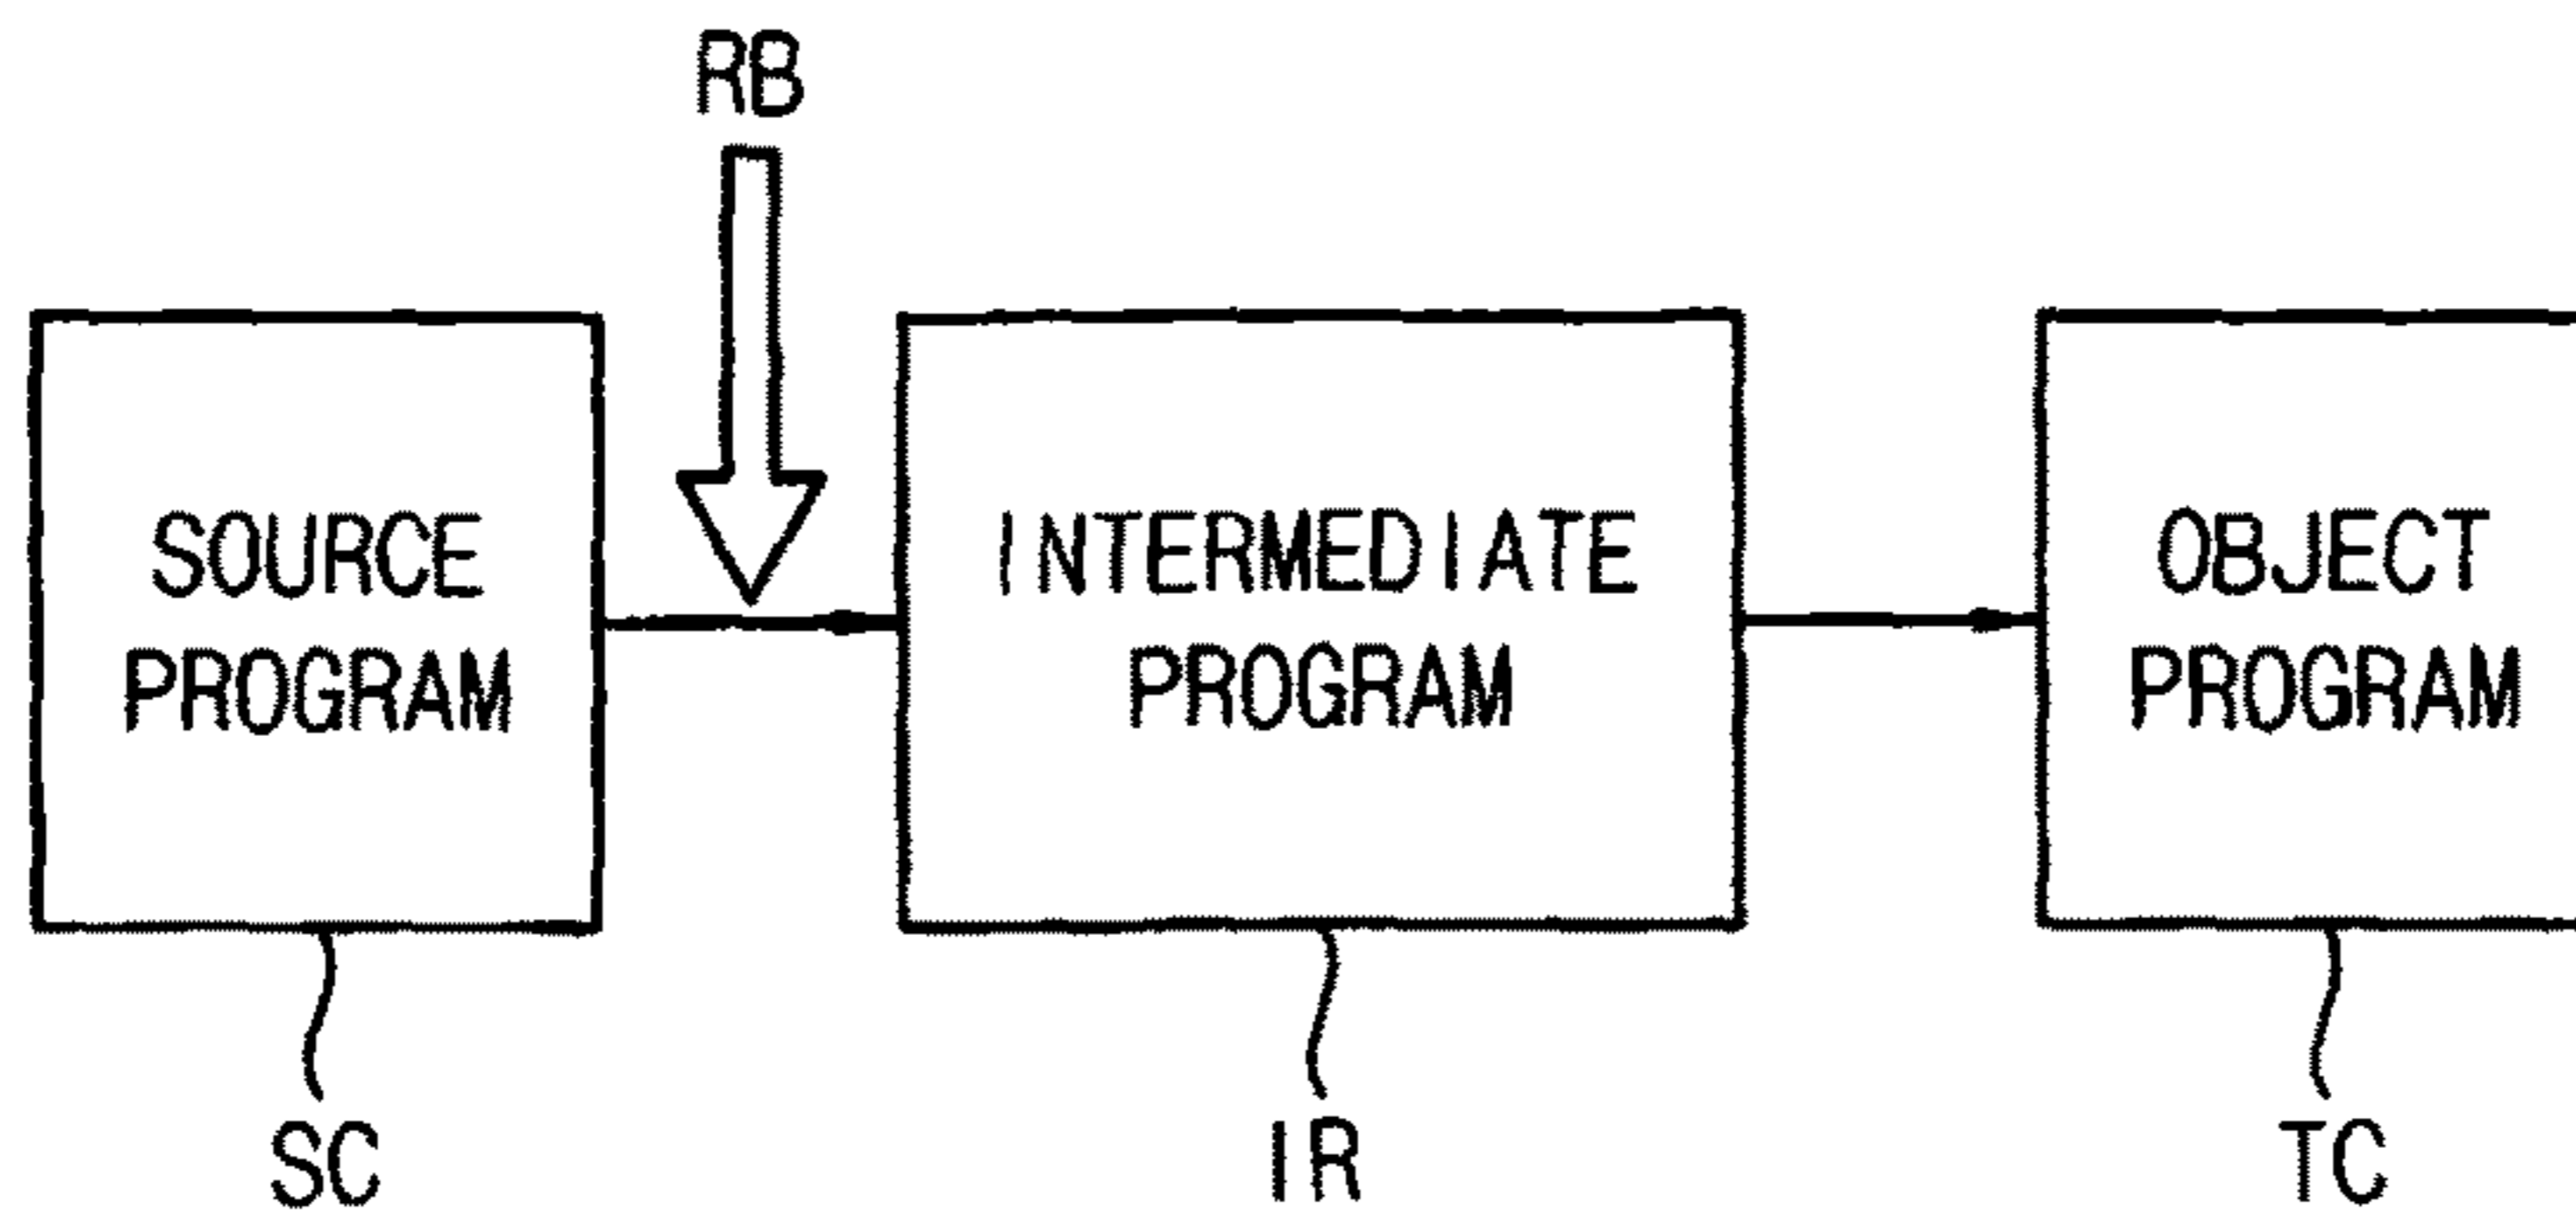 RB
SOURCE
PROGRAM
INTERMEDIATE
PROGRAM
OBJECT
PROGRAM
SC
IR
TC